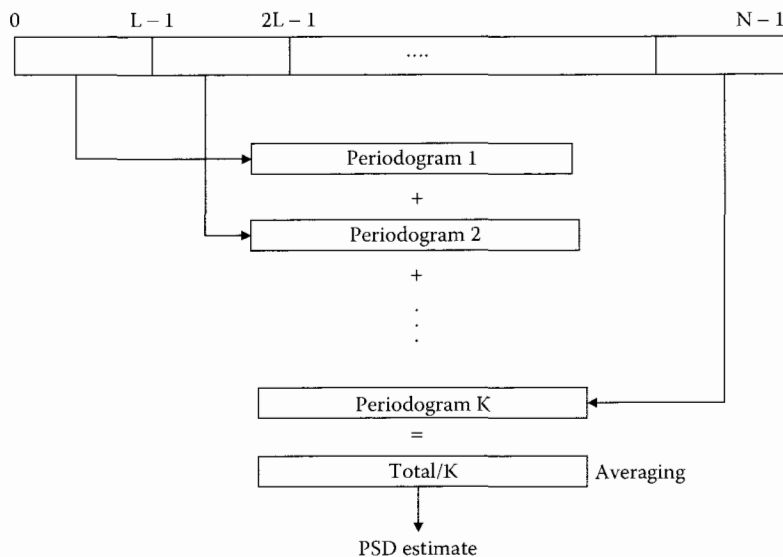 0 L – 1 2L – 1 N – 1
....
Periodogram 1
+
Periodogram 2
+
.
.
.
Periodogram K
=
Total/K Averaging
PSD estimate